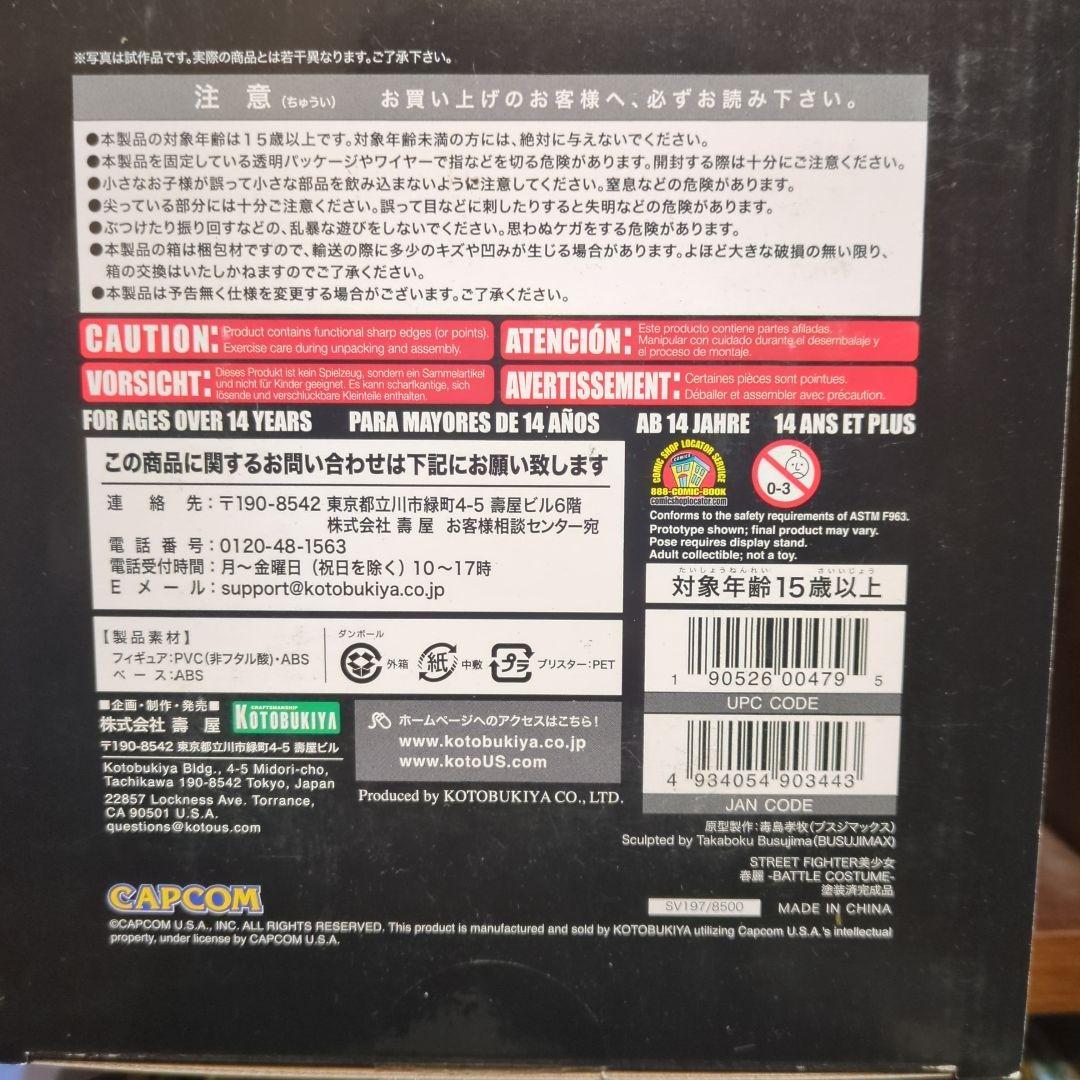 ※写真は試作品です。実際の商品とは若干異なります。ご了承下さい。
注 意（ちゅうい） お買い上げのお客様へ、必ずお読み下さい。
●本製品の対象年齢は15歳以上です。対象年齢未満の方には、絶対に与えないでください。
●本製品を固定している透明パッケージやワイヤーで指などを切る危険があります。開封する際は十分にご注意ください。
●小さなお子様が誤って小さな部品を飲み込まないように注意してください。窒息などの危険があります。
●尖っている部分には十分ご注意ください。誤って目などに刺したりすると失明などの危険があります。
●ぶつけたり振り回すなどの、乱暴な遊びをしないでください。思わぬケガをする危険があります。
●本製品の箱は梱包材ですので、輸送の際に多少のキズや凹みが生じる場合があります。よほど大きな破損の無い限り、
箱の交換はいたしかねますのでご了承ください。
●本製品は予告無く仕様を変更する場合がございます。ご了承ください。
CAUTION: Product contains functional sharp edges (or points).
Exercise care during unpacking and assembly.
ATENCIÓN: Este producto contiene partes afiladas.
Manipular con cuidado durante el desembalaje y
el proceso de montaje.
VORSICHT: Dieses Produkt ist kein Spielzeug, sondern ein Sammelartikel
und nicht für Kinder geeignet. Es kann scharfkantige, sich
lösende und verschluckbare Kleinteile enthalten.
AVERTISSEMENT: Certaines pièces sont pointues.
Déballer et assembler avec précaution.
FOR AGES OVER 14 YEARS PARA MAYORES DE 14 AÑOS AB 14 JAHRE 14 ANS ET PLUS
この商品に関するお問い合わせは下記にお願い致します
連絡先：〒190-8542 東京都立川市緑町4-5 壽屋ビル6階
株式会社 壽 屋 お客様相談センター宛
電話番号：0120-48-1563
電話受付時間：月～金曜日（祝日を除く）10～17時
Eメール：support@kotobukiya.co.jp
COMIC SHOP LOCATOR SERVICE
COMICS
888-COMIC-BOOK
comicshoplocator.com
0-3
Conforms to the safety requirements of ASTM F963.
Prototype shown; final product may vary.
Pose requires display stand.
Adult collectible; not a toy.
たいしょうねんれい さいいじょう
対象年齢15歳以上
【製品素材】
フィギュア：PVC（非フタル酸）・ABS
ベース：ABS
ダンボール
外箱 紙 中敷 プラ ブリスター：PET
1 90526 00479 5
UPC CODE
4 934054 903443
JAN CODE
■企画・制作・発売■
株式会社 壽 屋
CRAFTSMANSHIP
KOTOBUKIYA
〒190-8542 東京都立川市緑町4-5 壽屋ビル
Kotobukiya Bldg., 4-5 Midori-cho,
Tachikawa 190-8542 Tokyo, Japan
22857 Lockness Ave. Torrance,
CA 90501 U.S.A.
questions@kotous.com
ホームページへのアクセスはこちら！
www.kotobukiya.co.jp
www.kotoUS.com
Produced by KOTOBUKIYA CO., LTD.
原型製作：毒島孝牧（ブスジマックス）
Sculpted by Takaboku Busujima（BUSUJIMAX）
STREET FIGHTER美少女
春麗 -BATTLE COSTUME-
塗装済完成品
SV197/8500 MADE IN CHINA
CAPCOM
©CAPCOM U.S.A., INC. ALL RIGHTS RESERVED. This product is manufactured and sold by KOTOBUKIYA utilizing Capcom U.S.A.'s intellectual
property, under license by CAPCOM U.S.A.